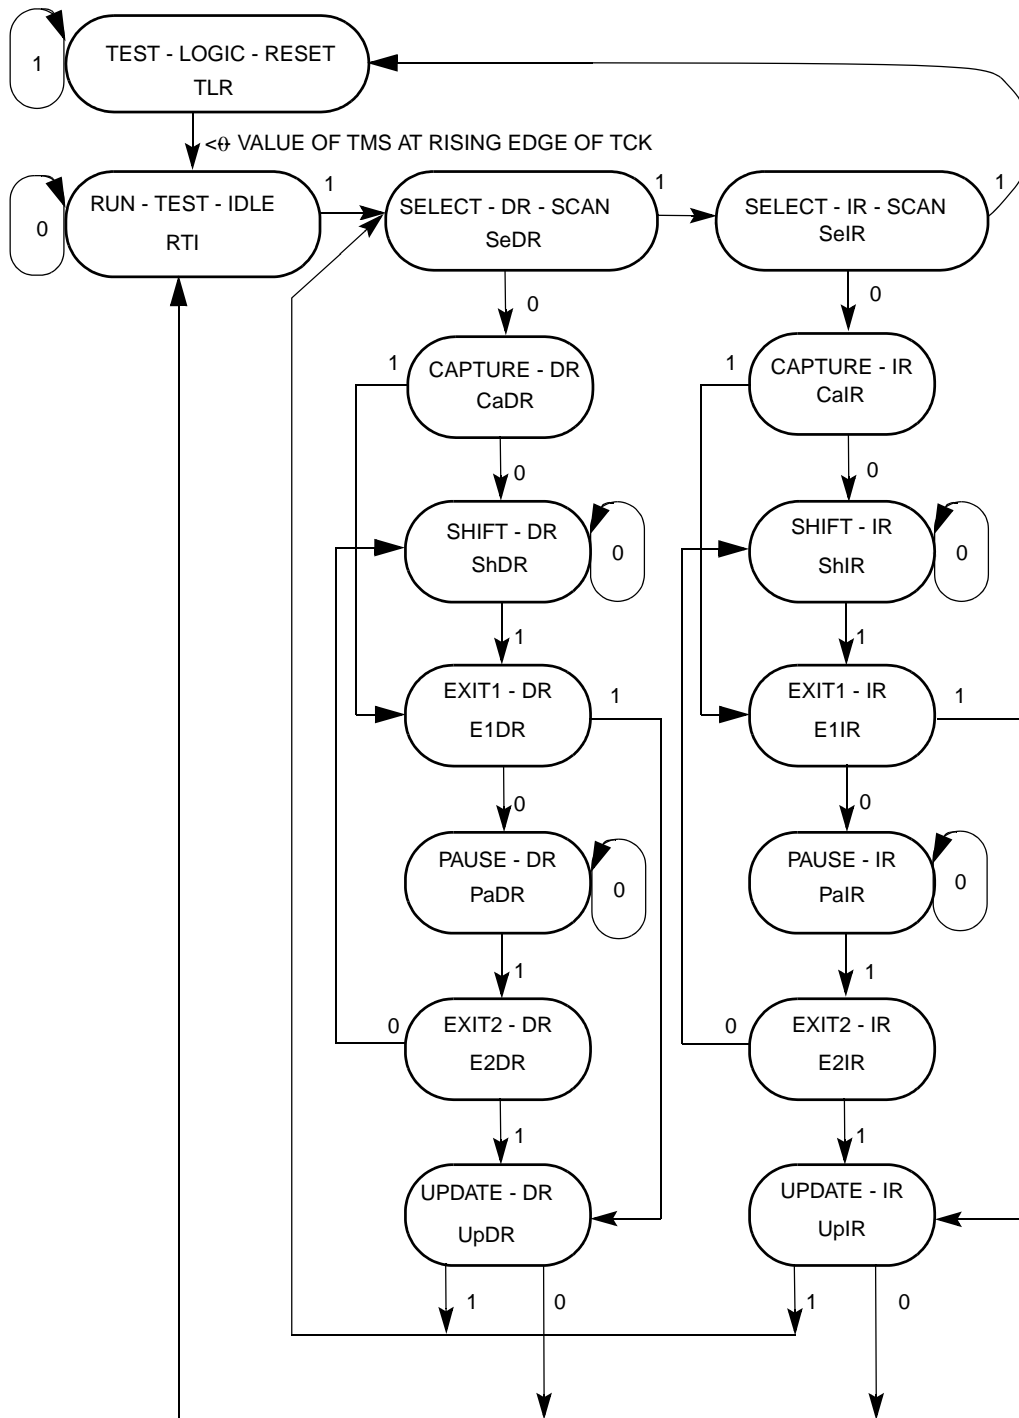 TEST - LOGIC - RESET
TLR
1
<0 VALUE OF TMS AT RISING EDGE OF TCK
RUN - TEST - IDLE
RTI
0
1
SELECT - DR - SCAN
SeDR
1
SELECT - IR - SCAN
SeIR
1
0
0
CAPTURE - DR
CaDR
1
CAPTURE - IR
CaIR
1
0
0
SHIFT - DR
ShDR
0
SHIFT - IR
ShIR
0
1
1
EXIT1 - DR
E1DR
1
EXIT1 - IR
E1IR
1
0
0
PAUSE - DR
PaDR
0
PAUSE - IR
PaIR
0
1
1
EXIT2 - DR
E2DR
0
EXIT2 - IR
E2IR
0
1
1
UPDATE - DR
UpDR
UPDATE - IR
UpIR
1
0
1
0